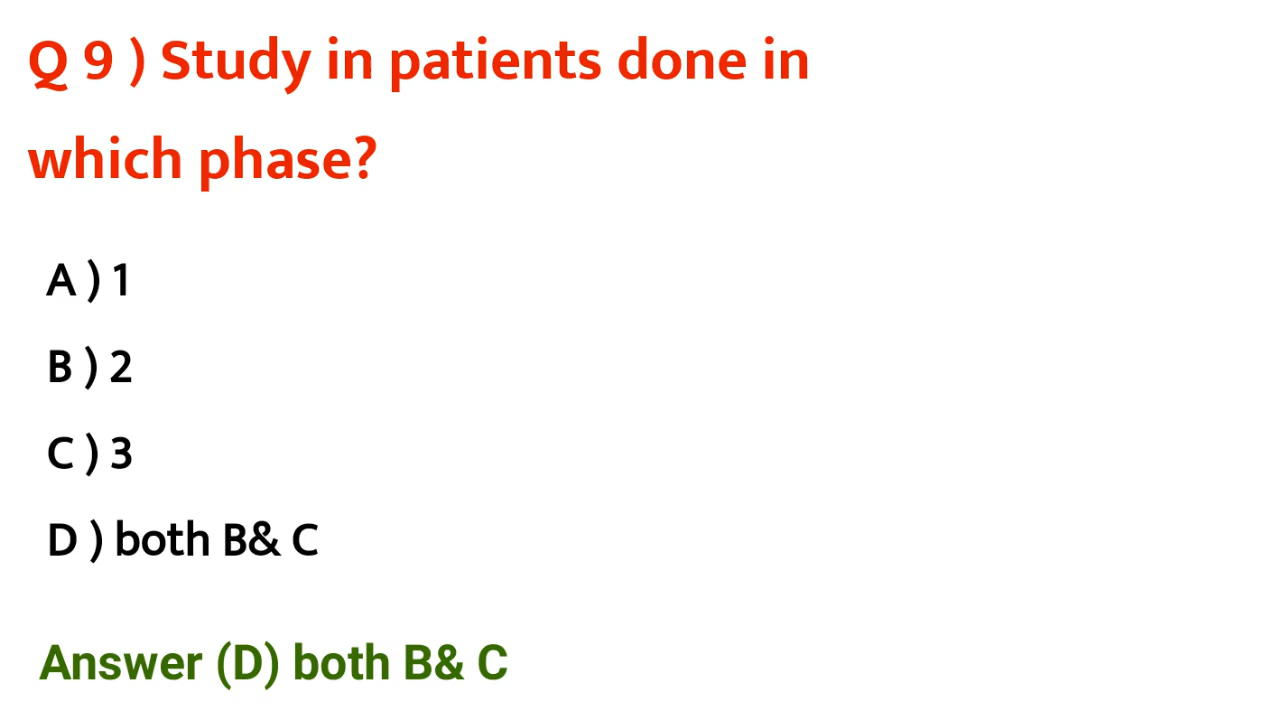 Q 9 ) Study in patients done in
which phase?
A ) 1
B ) 2
C ) 3
D ) both B& C
Answer (D) both B& C